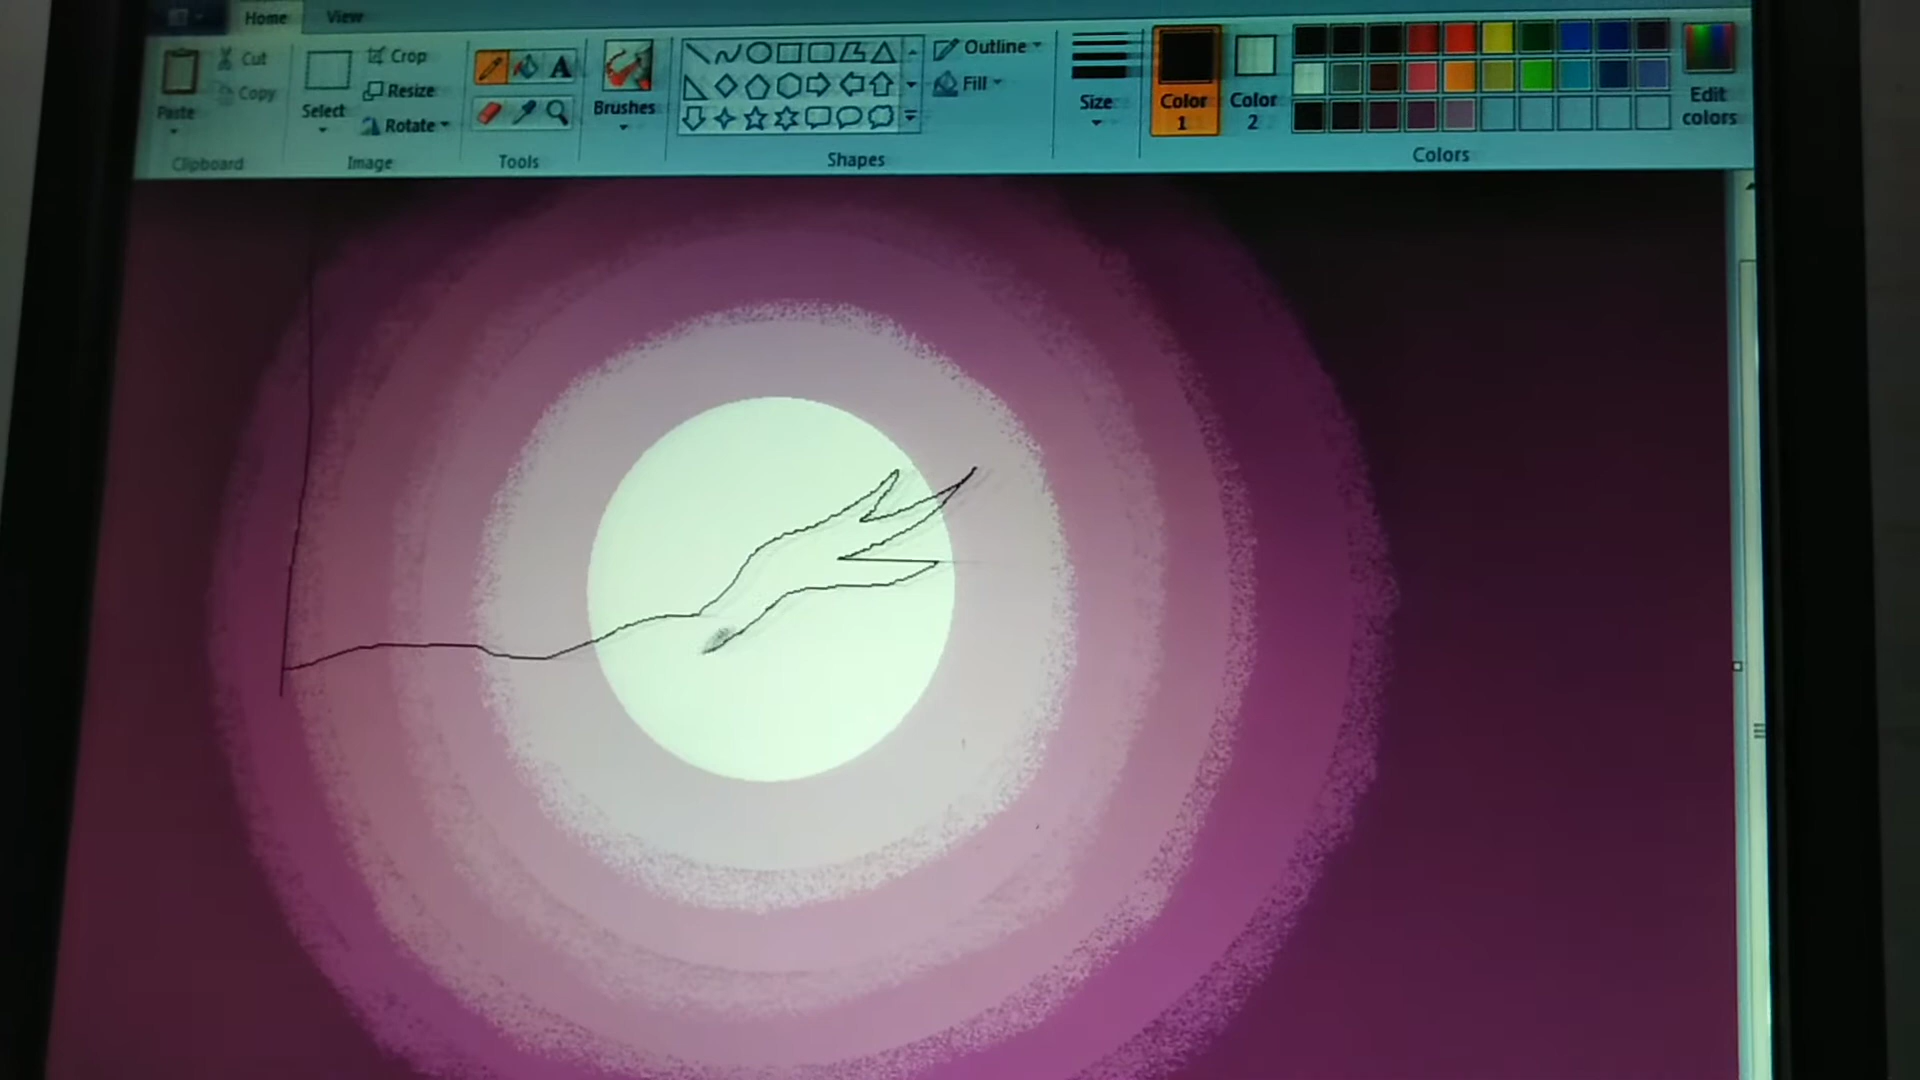 Home View
Cut
Copy
Paste
Clipboard
Select
Crop
Resize
Rotate
Image
A
Tools
Brushes
Outline
Fill
Shapes
Size
Color
1
Color
2
Edit
colors
Colors